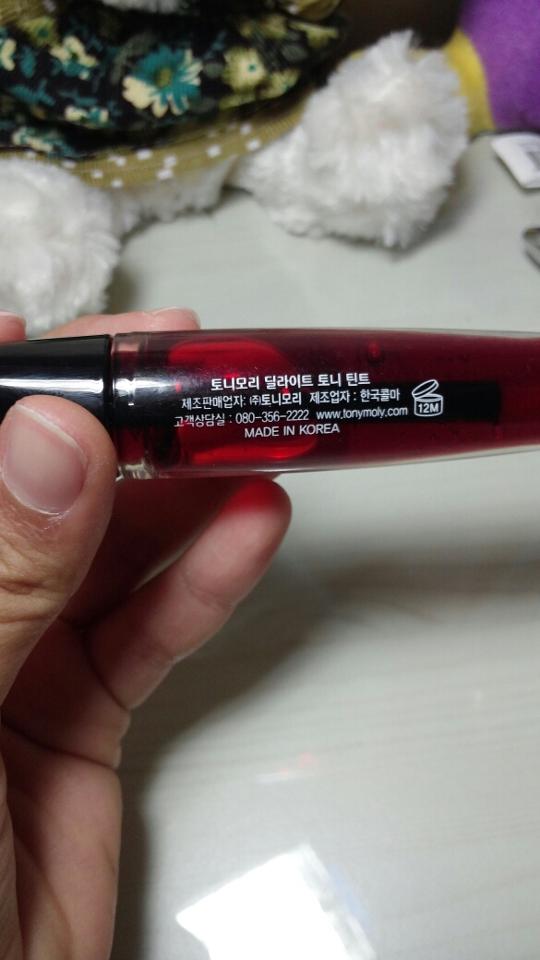 토니모리 딜라이트 토니 틴트
제조판매업자: ㈜토니모리 제조업자 : 한국콜마
고객상담실 : 080-356-2222 www.tonymoly.com
12M
MADE IN KOREA